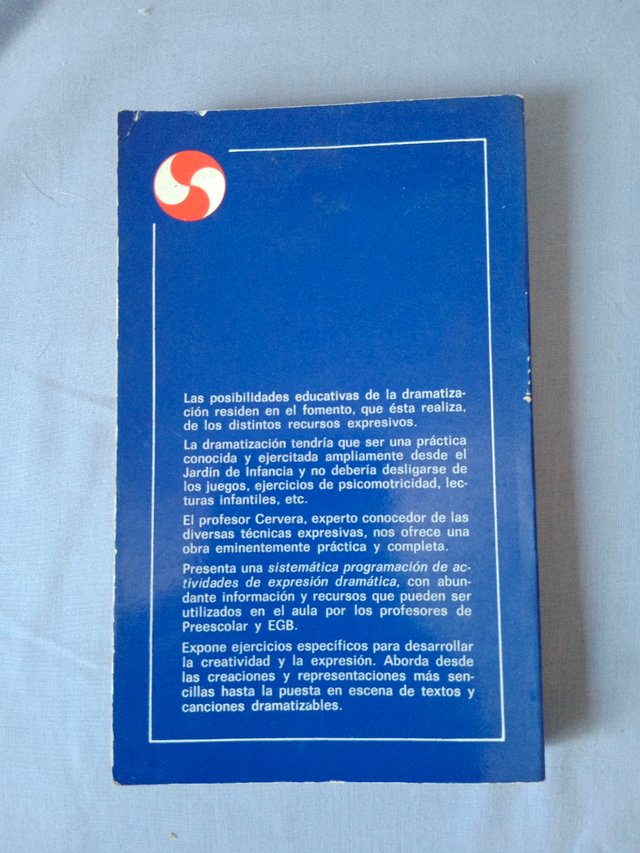 Las posibilidades educativas de la dramatiza-
ción residen en el fomento, que ésta realiza,
de los distintos recursos expresivos.
La dramatización tendría que ser una práctica
conocida y ejercitada ampliamente desde el
Jardín de Infancia y no debería desligarse de
los juegos, ejercicios de psicomotricidad, lec-
turas infantiles, etc.
El profesor Cervera, experto conocedor de las
diversas técnicas expresivas, nos ofrece una
obra eminentemente práctica y completa.
Presenta una sistemática programación de ac-
tividades de expresión dramática, con abun-
dante información y recursos que pueden ser
utilizados en el aula por los profesores de
Preescolar y EGB.
Expone ejercicios específicos para desarrollar
la creatividad y la expresión. Aborda desde
las creaciones y representaciones más sen-
cillas hasta la puesta en escena de textos y
canciones dramatizables.